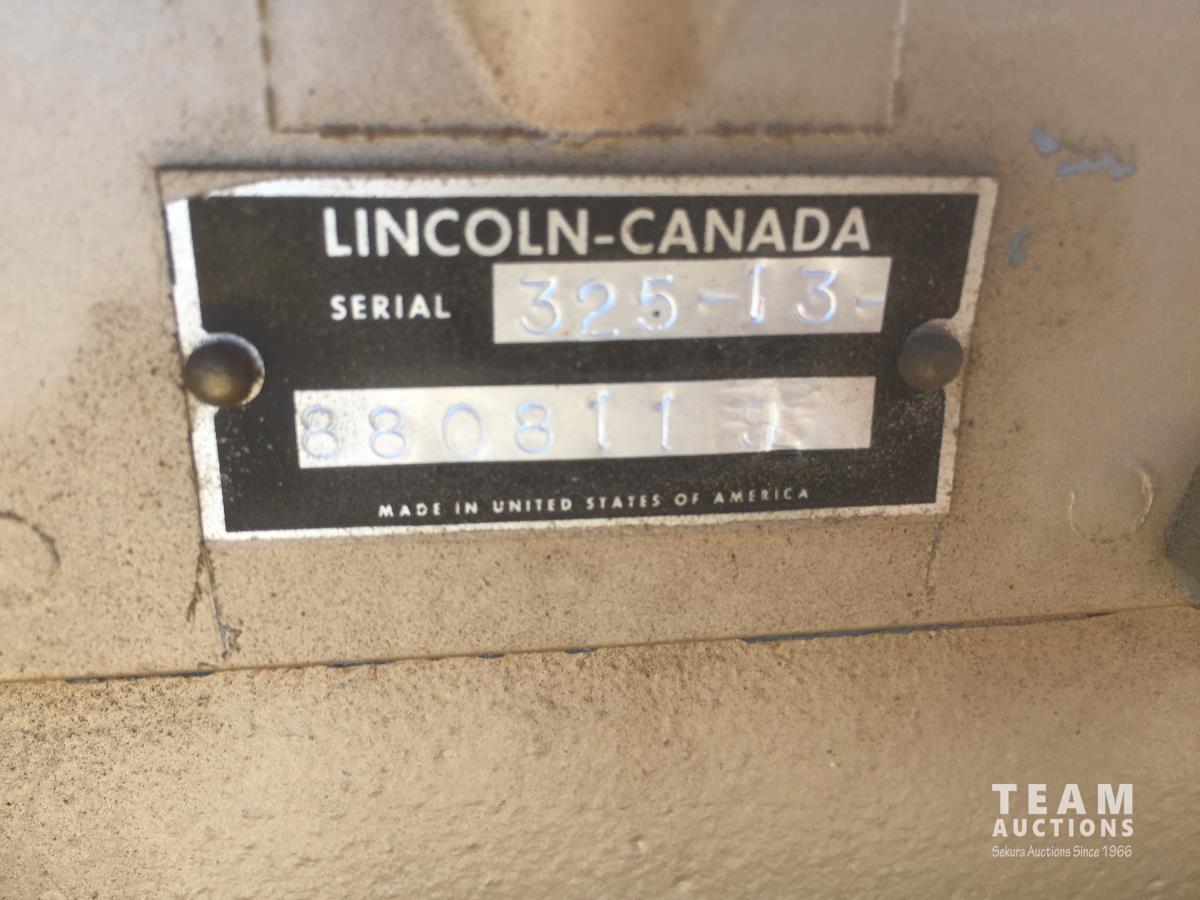 LINCOLN-CANADA
SERIAL 325-13-
880811
MADE IN UNITED STATES OF AMERICA
TEAM
AUCTIONS
Sekura Auctions Since 1966